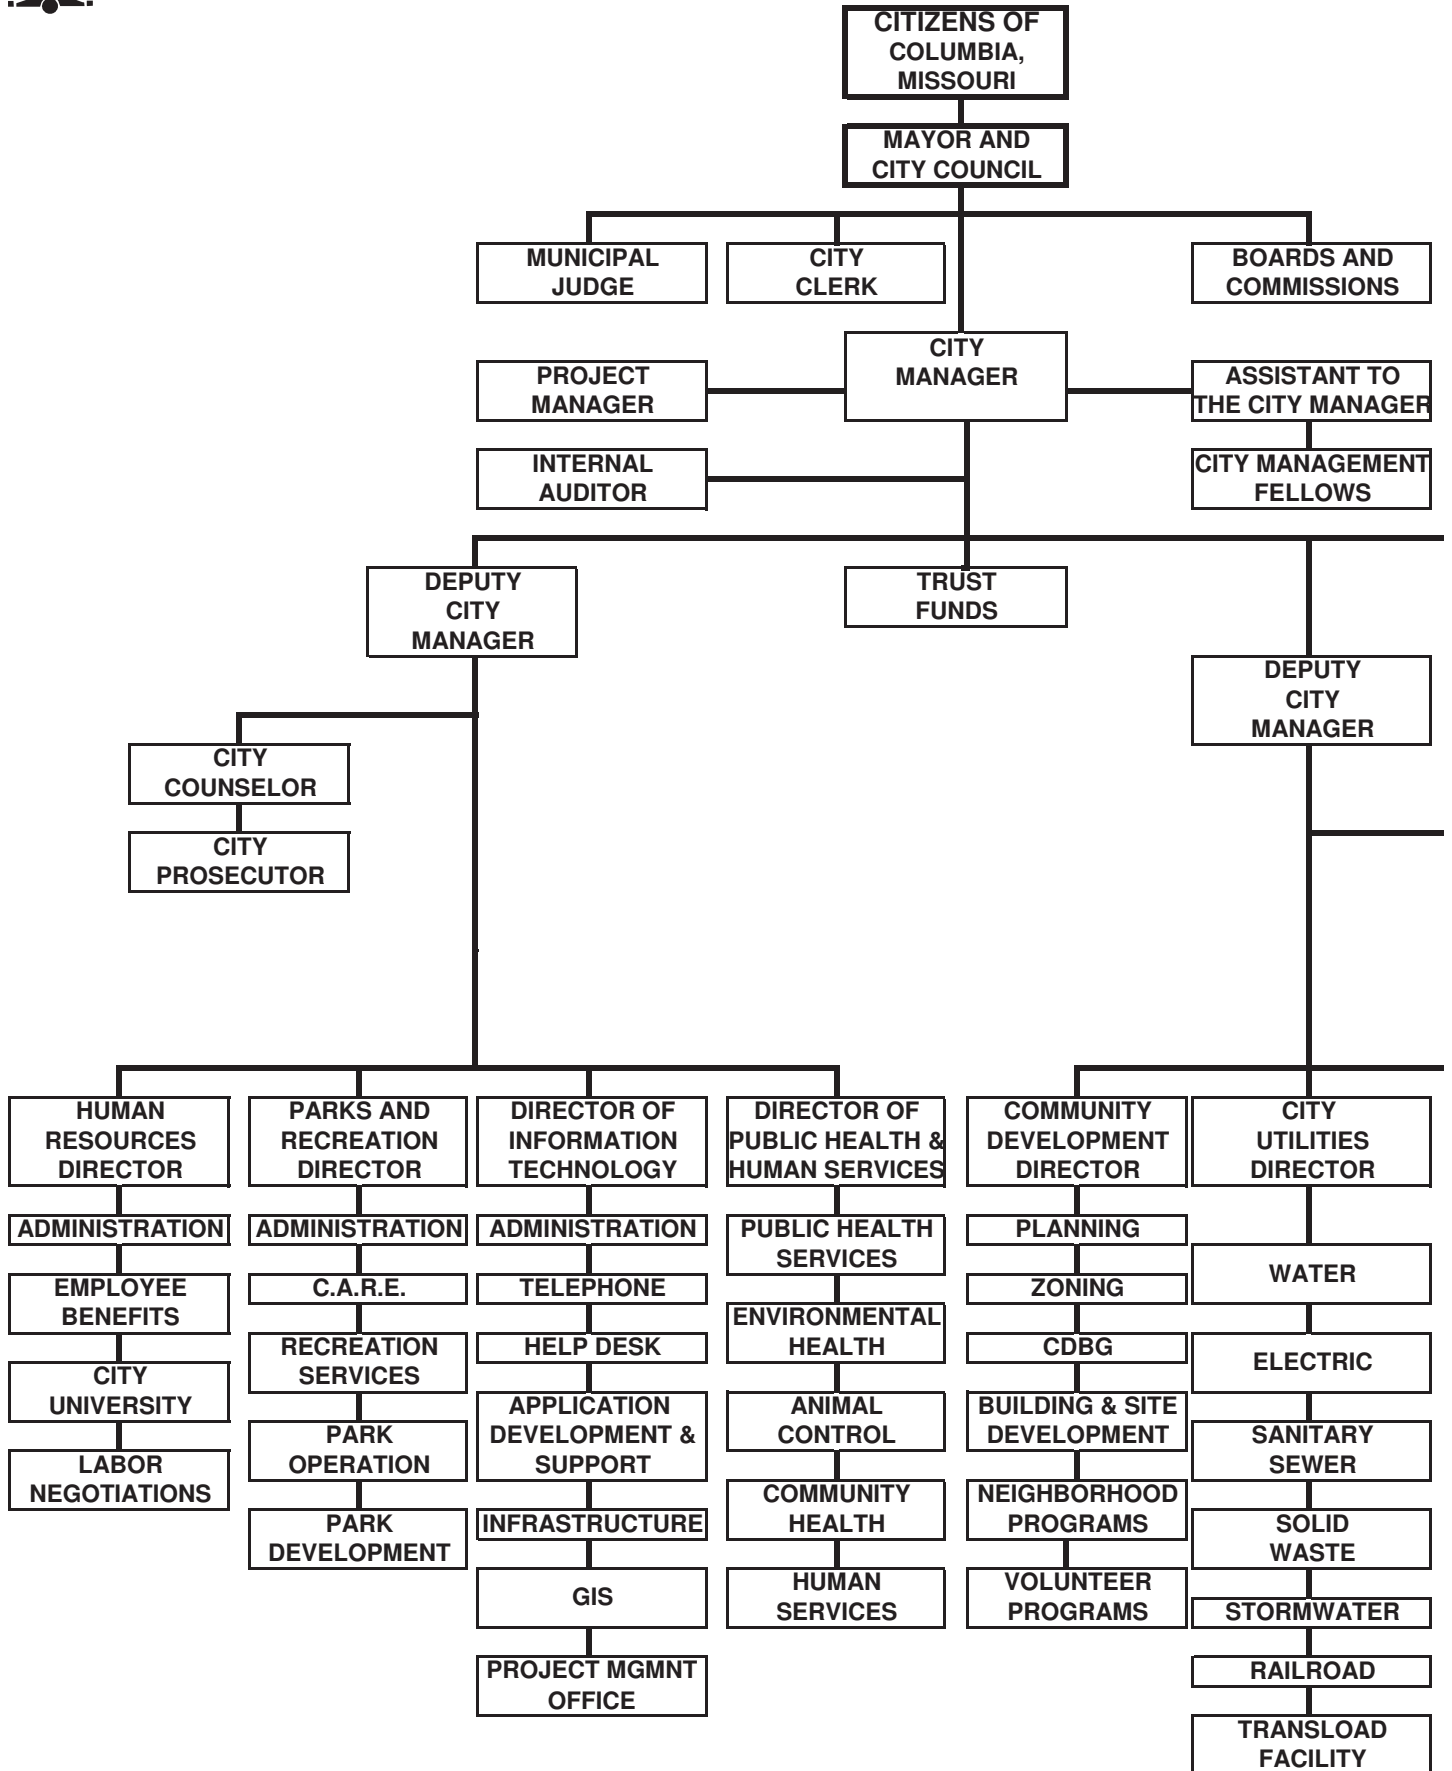 CITIZENS OF
COLUMBIA,
MISSOURI
MAYOR AND
CITY COUNCIL
MUNICIPAL
JUDGE
CITY
CLERK
BOARDS AND
COMMISSIONS
CITY
MANAGER
PROJECT
MANAGER
ASSISTANT TO
THE CITY MANAGER
INTERNAL
AUDITOR
CITY MANAGEMENT
FELLOWS
DEPUTY
CITY
MANAGER
TRUST
FUNDS
DEPUTY
CITY
MANAGER
CITY
COUNSELOR
CITY
PROSECUTOR
HUMAN
RESOURCES
DIRECTOR
ADMINISTRATION
EMPLOYEE
BENEFITS
CITY
UNIVERSITY
LABOR
NEGOTIATIONS
PARKS AND
RECREATION
DIRECTOR
ADMINISTRATION
C.A.R.E.
RECREATION
SERVICES
PARK
OPERATION
PARK
DEVELOPMENT
DIRECTOR OF
INFORMATION
TECHNOLOGY
ADMINISTRATION
TELEPHONE
HELP DESK
APPLICATION
DEVELOPMENT &
SUPPORT
INFRASTRUCTURE
GIS
PROJECT MGMNT
OFFICE
DIRECTOR OF
PUBLIC HEALTH &
HUMAN SERVICES
PUBLIC HEALTH
SERVICES
ENVIRONMENTAL
HEALTH
ANIMAL
CONTROL
COMMUNITY
HEALTH
HUMAN
SERVICES
COMMUNITY
DEVELOPMENT
DIRECTOR
PLANNING
ZONING
CDBG
BUILDING & SITE
DEVELOPMENT
NEIGHBORHOOD
PROGRAMS
VOLUNTEER
PROGRAMS
CITY
UTILITIES
DIRECTOR
WATER
ELECTRIC
SANITARY
SEWER
SOLID
WASTE
STORMWATER
RAILROAD
TRANSLOAD
FACILITY